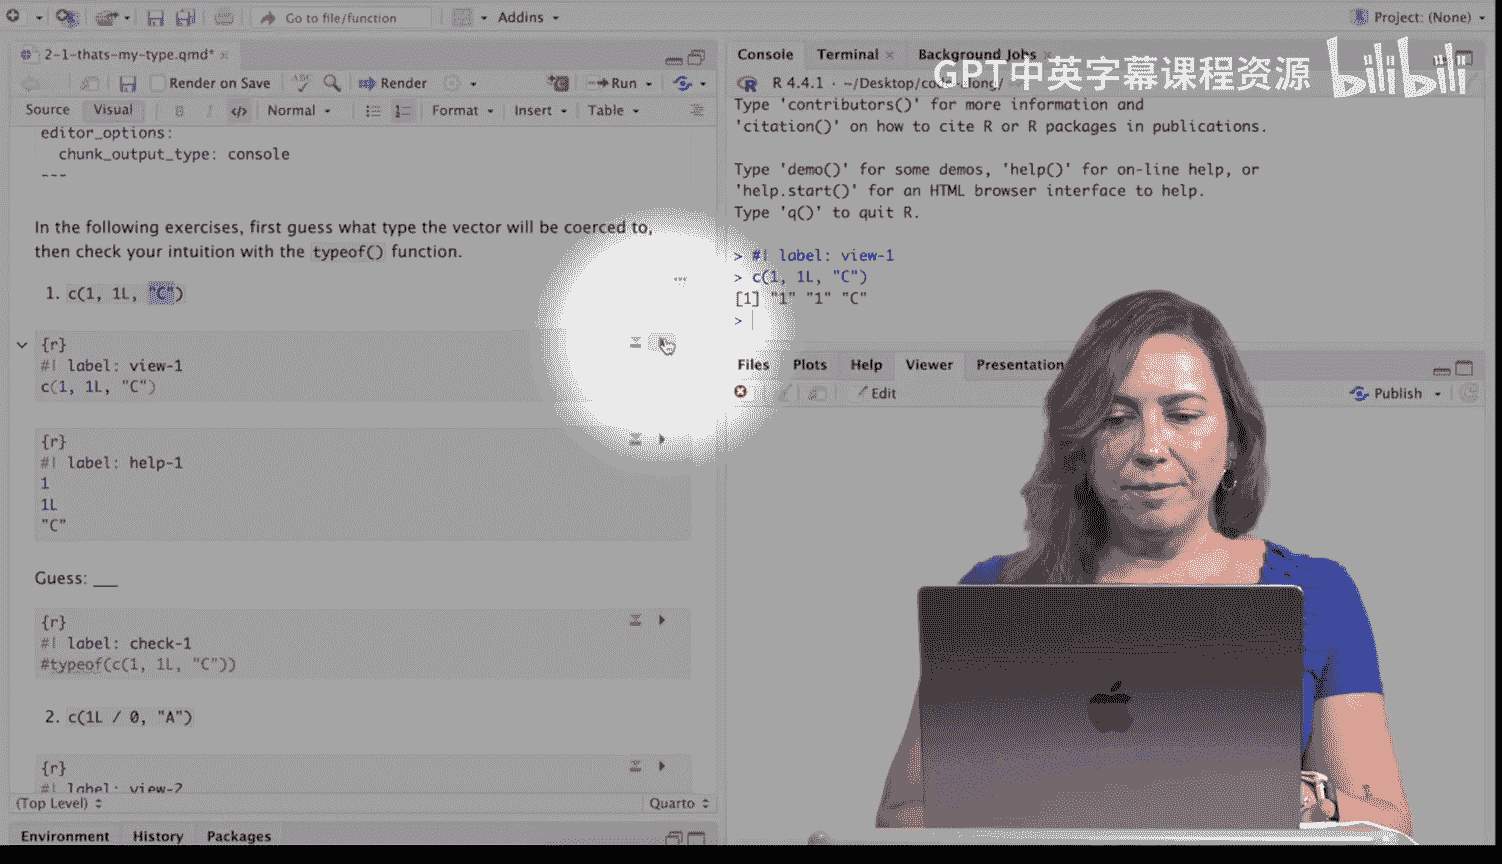 Go to file/function
Addins
Project: (None)
2-1-thats-my-type.qmd*
Render on Save
ABC
Render
Run
Source
Visual
Normal
Format
Insert
Table
editor_options:
chunk_output_type: console
---
In the following exercises, first guess what type the vector will be coerced to,
then check your intuition with the typeof() function.
1. c(1, 1L, "C")
{r}
#| label: view-1
c(1, 1L, "C")
{r}
#| label: help-1
1
1L
"C"
Guess: ___
{r}
#| label: check-1
#typeof(c(1, 1L, "C"))
2. c(1L / 0, "A")
{r}
#| label: view-2
(Top Level)
Quarto
Environment
History
Packages
Console
Terminal
Background Jobs
GPT中英字幕课程资源
bilibili
R 4.4.1 · ~/Desktop/code-along/
Type 'contributors()' for more information and
'citation()' on how to cite R or R packages in publications.
Type 'demo()' for some demos, 'help()' for on-line help, or
'help.start()' for an HTML browser interface to help.
Type 'q()' to quit R.
> #| label: view-1
> c(1, 1L, "C")
[1] "1" "1" "C"
>
Files
Plots
Help
Viewer
Presentation
Edit
Publish